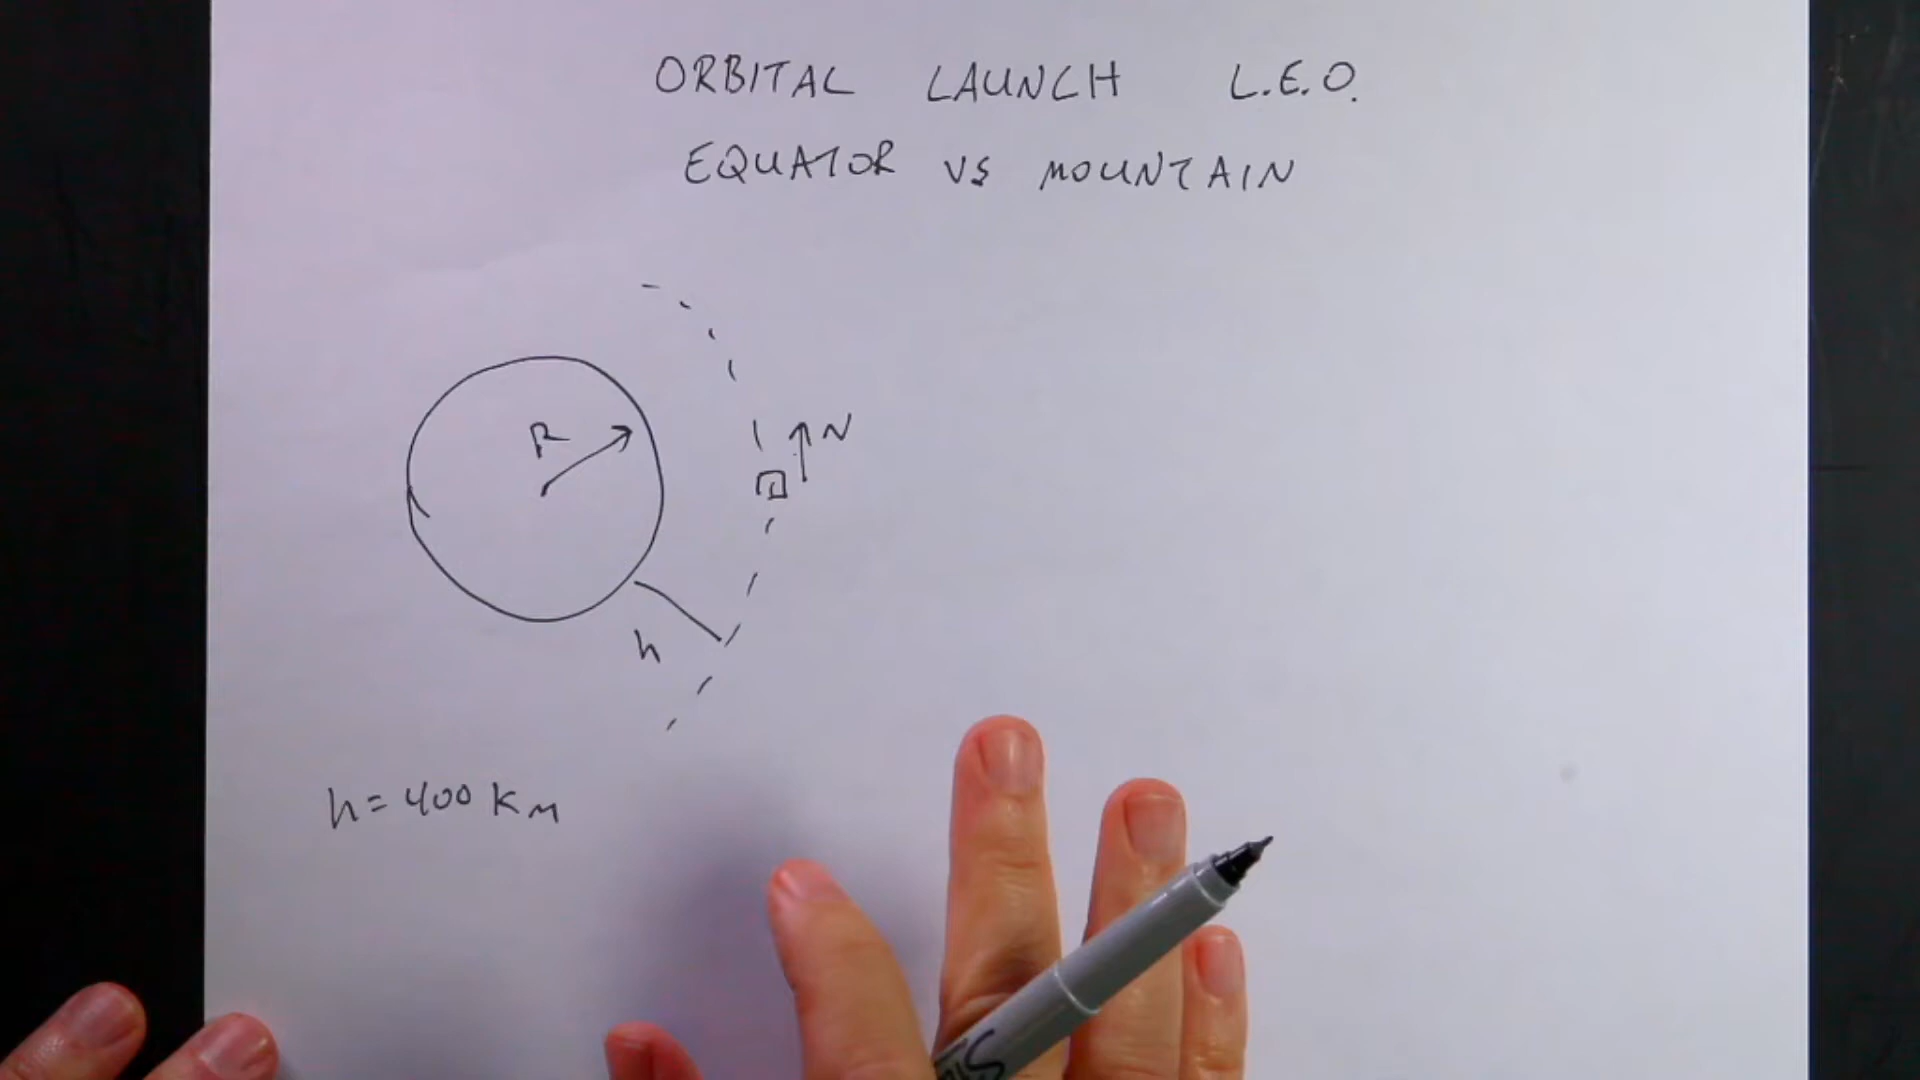 ORBITAL LAUNCH L.E.O.
EQUATOR VS MOUNTAIN
R
N
h
h = 400 Km